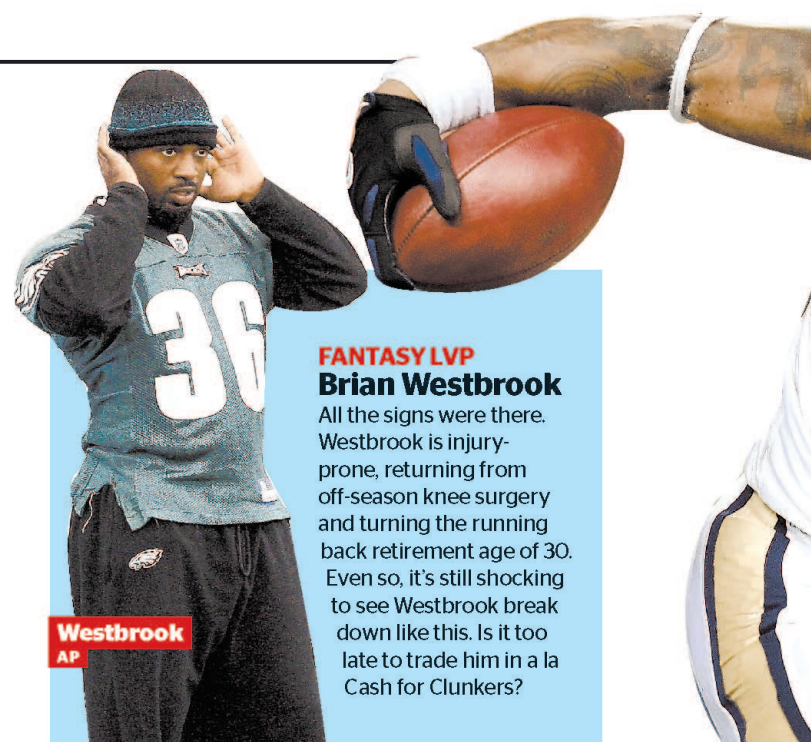 36
FANTASY LVP
Brian Westbrook
All the signs were there.
Westbrook is injury-
prone, returning from
off-season knee surgery
and turning the running
back retirement age of 30.
Even so, it's still shocking
to see Westbrook break
down like this. Is it too
late to trade him in a la
Cash for Clunkers?
Westbrook
AP